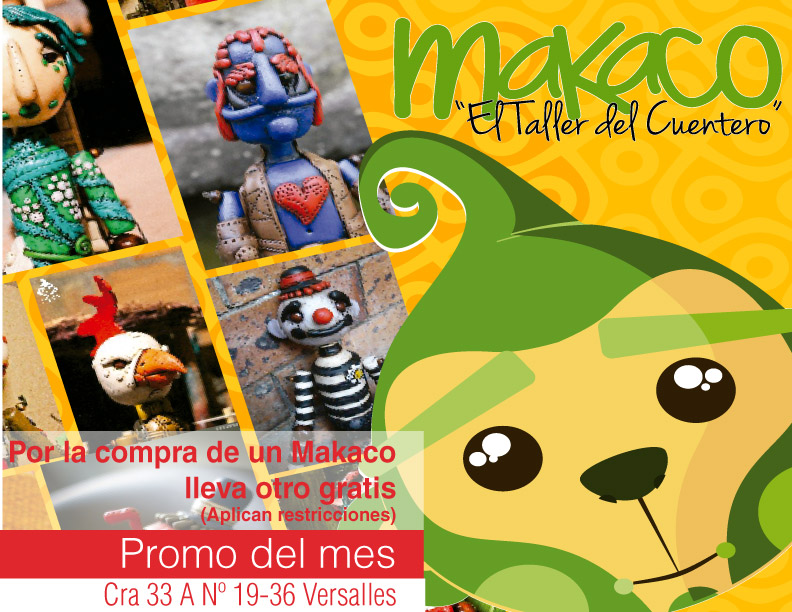 makaco
"El Taller del Cuentero"
Por la compra de un Makaco
lleva otro gratis
(Aplican restricciones)
Promo del mes
Cra 33 A Nº 19-36 Versalles